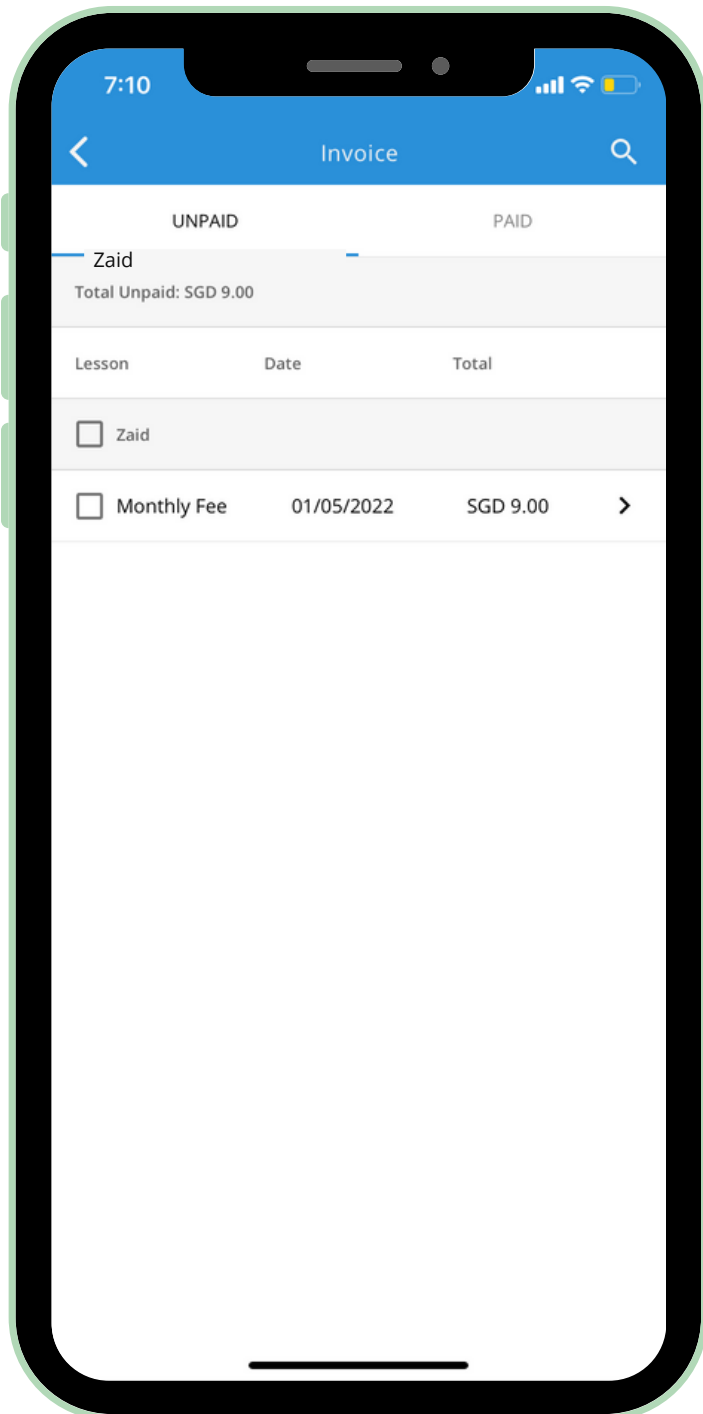 7:10
Invoice
UNPAID PAID
Zaid
Total Unpaid: SGD 9.00
Lesson Date Total
Zaid
Monthly Fee 01/05/2022 SGD 9.00